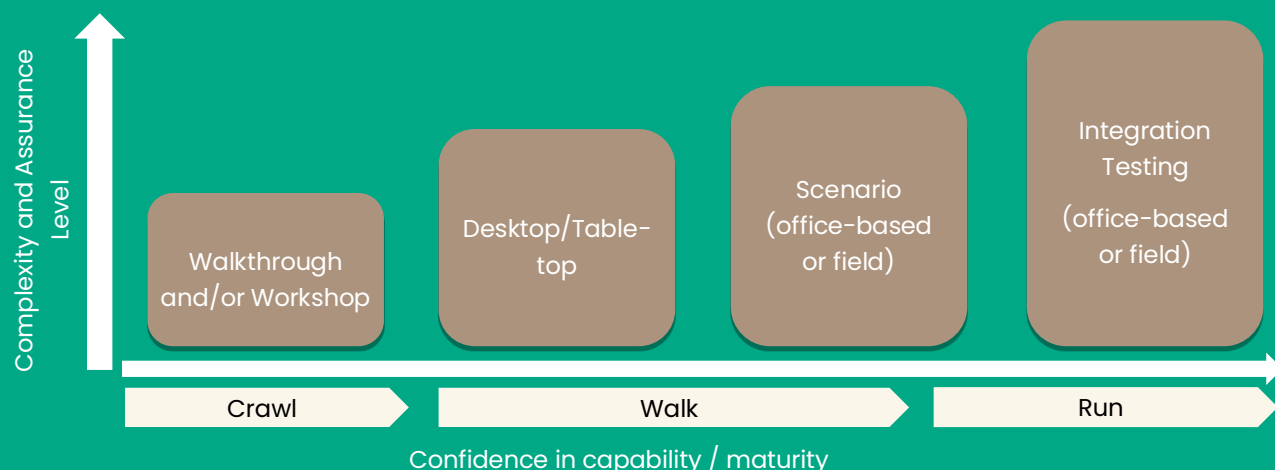 Complexity and Assurance
Level
Walkthrough
and/or Workshop
Desktop/Table-
top
Scenario
(office-based
or field)
Integration
Testing
(office-based
or field)
Crawl
Walk
Run
Confidence in capability / maturity